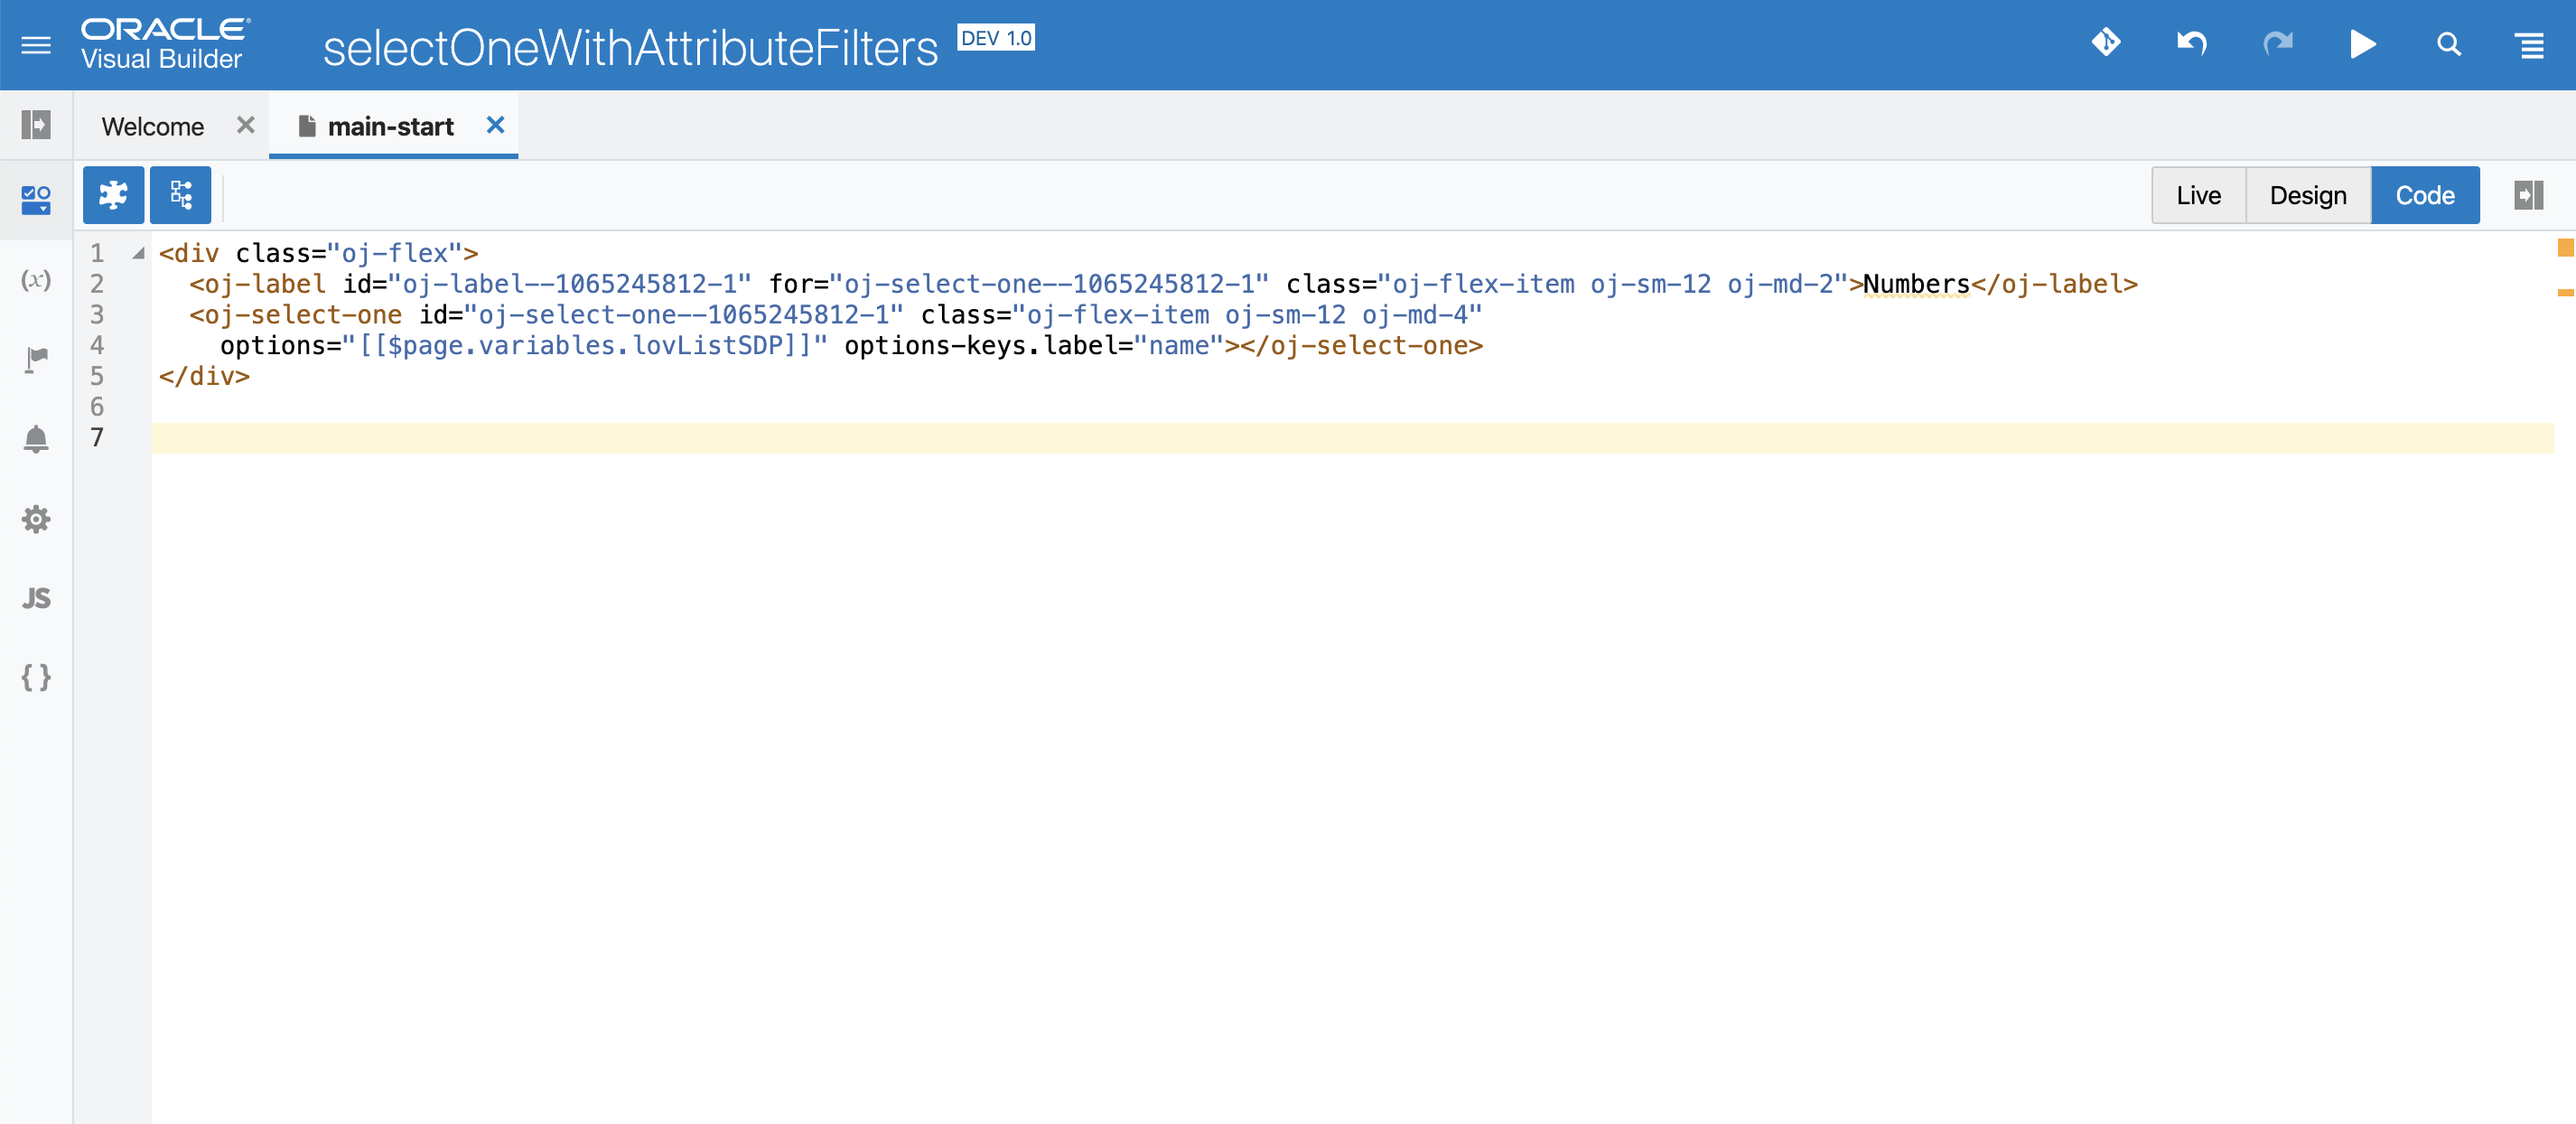 ORACLE
Visual Builder
selectOneWithAttributeFilters DEV 1.0
Welcome main-start
Live Design Code
1 <div class="oj-flex">
2 <oj-label id="oj-label--1065245812-1" for="oj-select-one--1065245812-1" class="oj-flex-item oj-sm-12 oj-md-2">Numbers</oj-label>
3 <oj-select-one id="oj-select-one--1065245812-1" class="oj-flex-item oj-sm-12 oj-md-4"
4 options="[[$page.variables.lovListSDP]]" options-keys.label="name"></oj-select-one>
5 </div>
6
7
(x)
JS
{ }